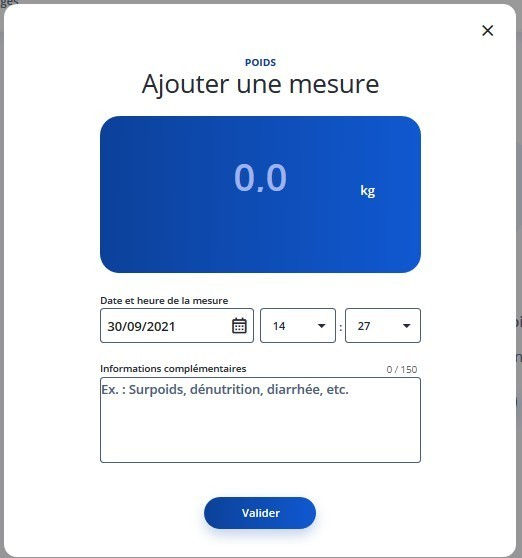 POIDS
Ajouter une mesure
0,0
kg
Date et heure de la mesure
30/09/2021
14
:
27
Informations complémentaires
0 / 150
Ex. : Surpoids, dénutrition, diarrhée, etc.
Valider